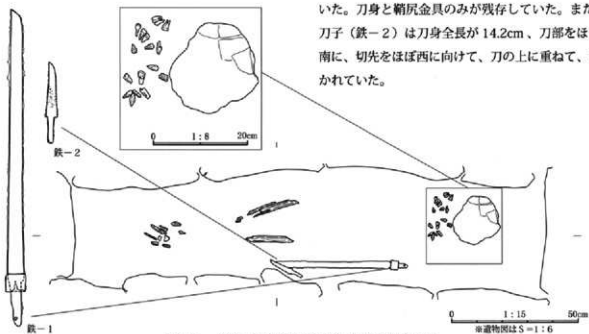 いた。刀身と鞘尻金具のみが残存していた。また
刀子（鉄－2）は刀身全長が 14.2cm 、刀部をほ
南に、切先をほぼ西に向けて、刀の上に重ねて、
かれていた。
0 1：8 20cm
鉄－2
鉄－1
0 1：15 50cm
※遺物図はS＝1：6